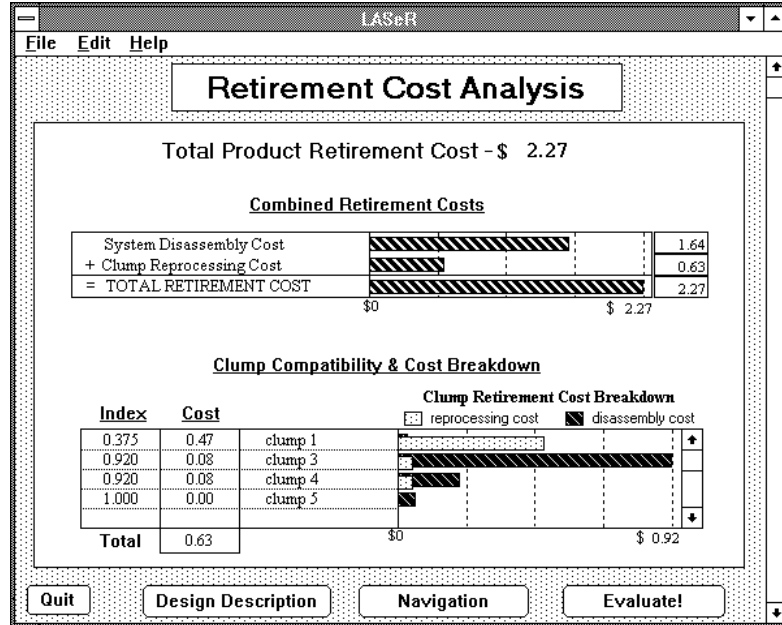 LASeR
File Edit Help
Retirement Cost Analysis
Total Product Retirement Cost - $ 2.27
Combined Retirement Costs
System Disassembly Cost 1.64
+ Clump Reprocessing Cost 0.63
= TOTAL RETIREMENT COST 2.27
$0 $ 2.27
Clump Compatibility & Cost Breakdown
Clump Retirement Cost Breakdown
Index Cost reprocessing cost disassembly cost
0.375 0.47 clump 1
0.920 0.08 clump 3
0.920 0.08 clump 4
1.000 0.00 clump 5
Total 0.63 $0 $ 0.92
Quit Design Description Navigation Evaluate!